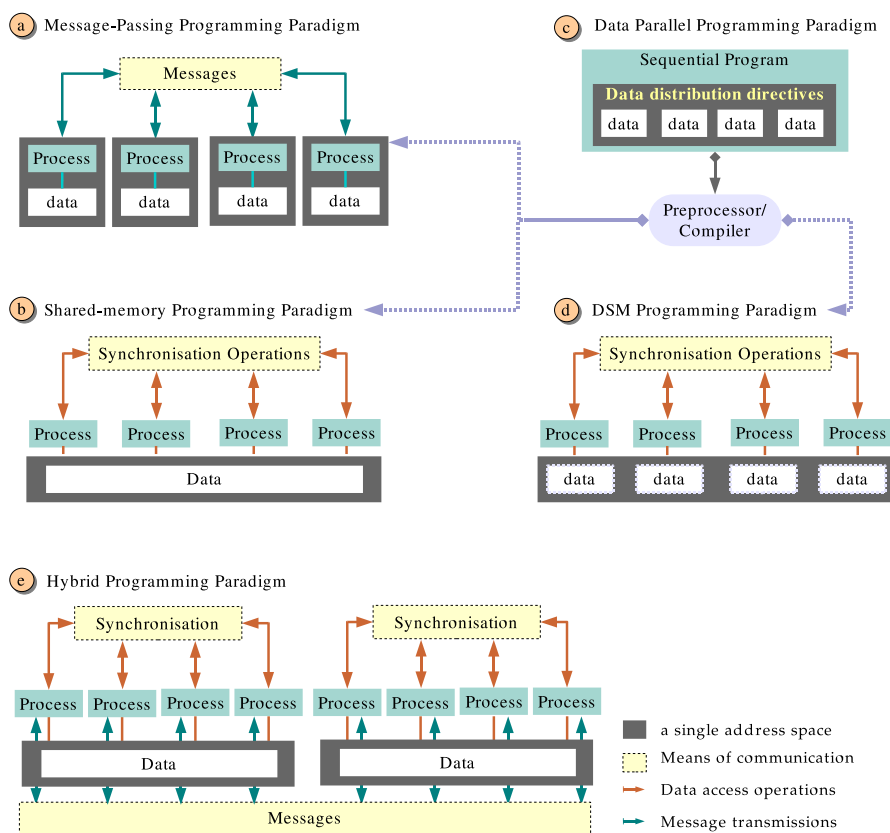 a Message-Passing Programming Paradigm
Messages
Process Process Process Process
data data data data
c Data Parallel Programming Paradigm
Sequential Program
Data distribution directives
data data data data
Preprocessor/
Compiler
b Shared-memory Programming Paradigm
Synchronisation Operations
Process Process Process Process
Data
d DSM Programming Paradigm
Synchronisation Operations
Process Process Process Process
data data data data
e Hybrid Programming Paradigm
Synchronisation Synchronisation
Process Process Process Process Process Process Process Process
Data Data
Messages
a single address space
Means of communication
Data access operations
Message transmissions